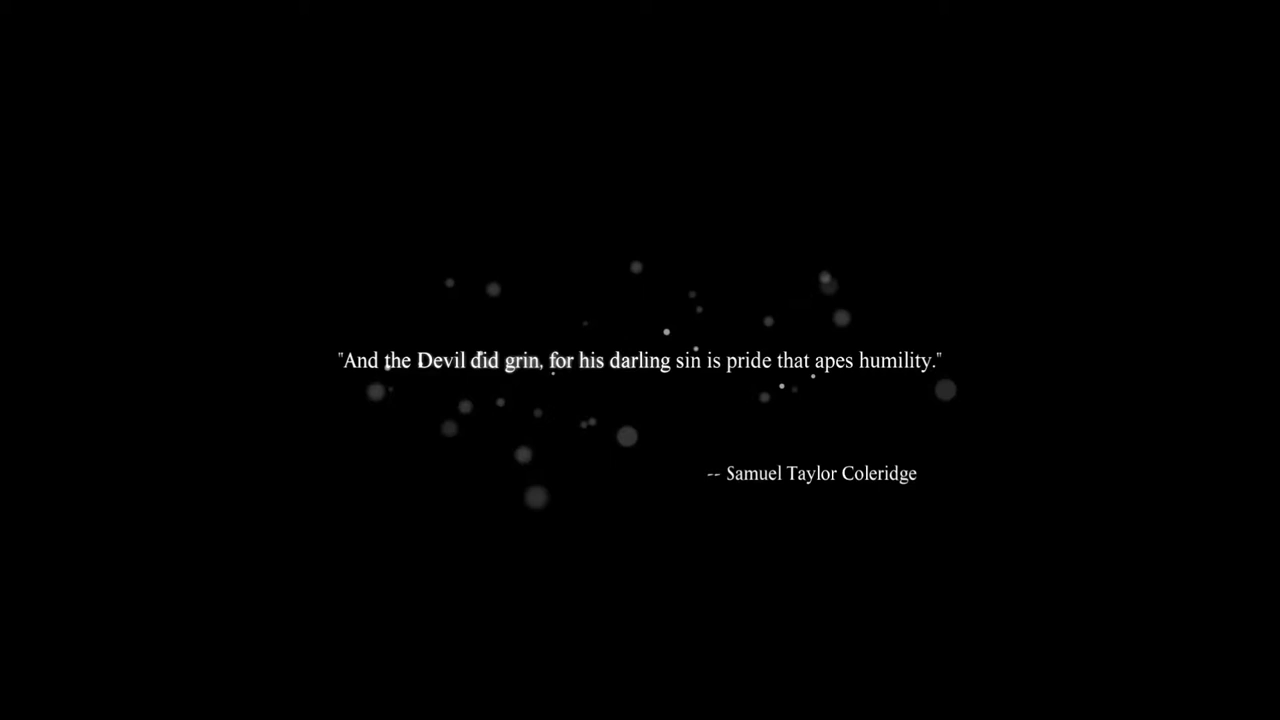 "And the Devil did grin, for his darling sin is pride that apes humility."
-- Samuel Taylor Coleridge